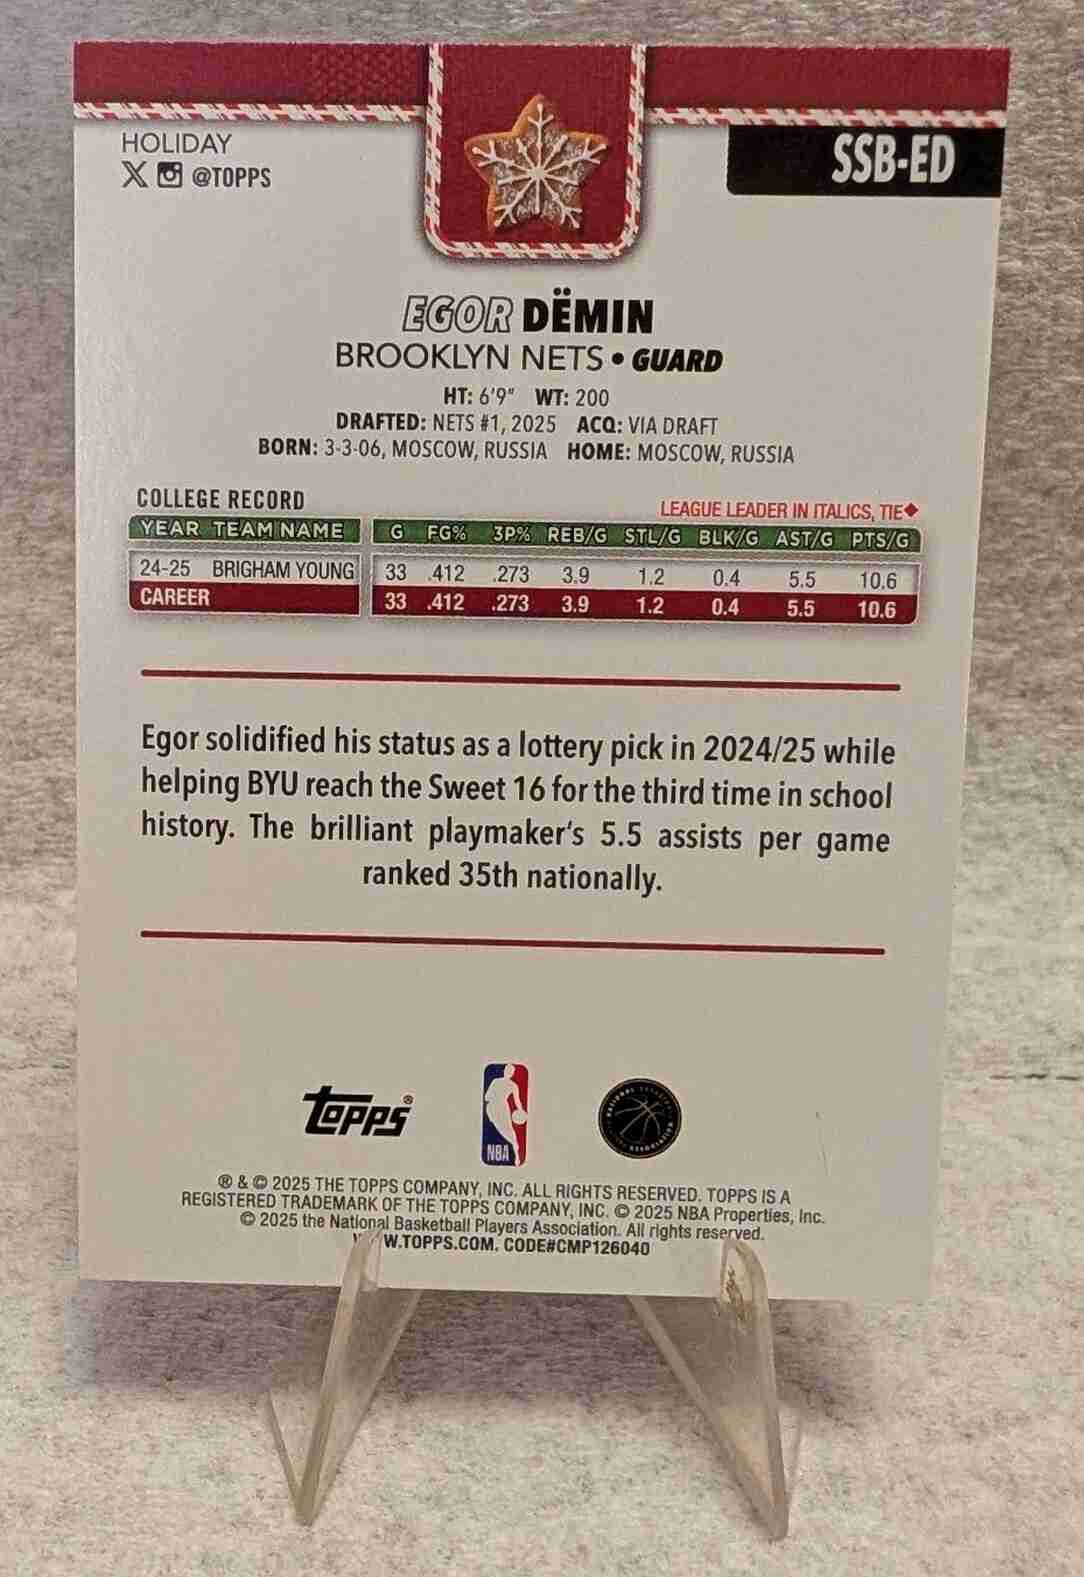 HOLIDAY
X @TOPPS
SSB-ED
EGOR DËMIN
BROOKLYN NETS • GUARD
HT: 6'9" WT: 200
DRAFTED: NETS #1, 2025 ACQ: VIA DRAFT
BORN: 3-3-06, MOSCOW, RUSSIA HOME: MOSCOW, RUSSIA
COLLEGE RECORD
LEAGUE LEADER IN ITALICS, TIE♦
YEAR TEAM NAME G FG% 3P% REB/G STL/G BLK/G AST/G PTS/G
24-25 BRIGHAM YOUNG 33 .412 .273 3.9 1.2 0.4 5.5 10.6
CAREER 33 .412 .273 3.9 1.2 0.4 5.5 10.6
Egor solidified his status as a lottery pick in 2024/25 while
helping BYU reach the Sweet 16 for the third time in school
history. The brilliant playmaker's 5.5 assists per game
ranked 35th nationally.
Topps®
NBA
® & © 2025 THE TOPPS COMPANY, INC. ALL RIGHTS RESERVED. TOPPS IS A
REGISTERED TRADEMARK OF THE TOPPS COMPANY, INC. © 2025 NBA Properties, Inc.
© 2025 the National Basketball Players Association. All rights reserved.
WWW.TOPPS.COM. CODE#CMP126040